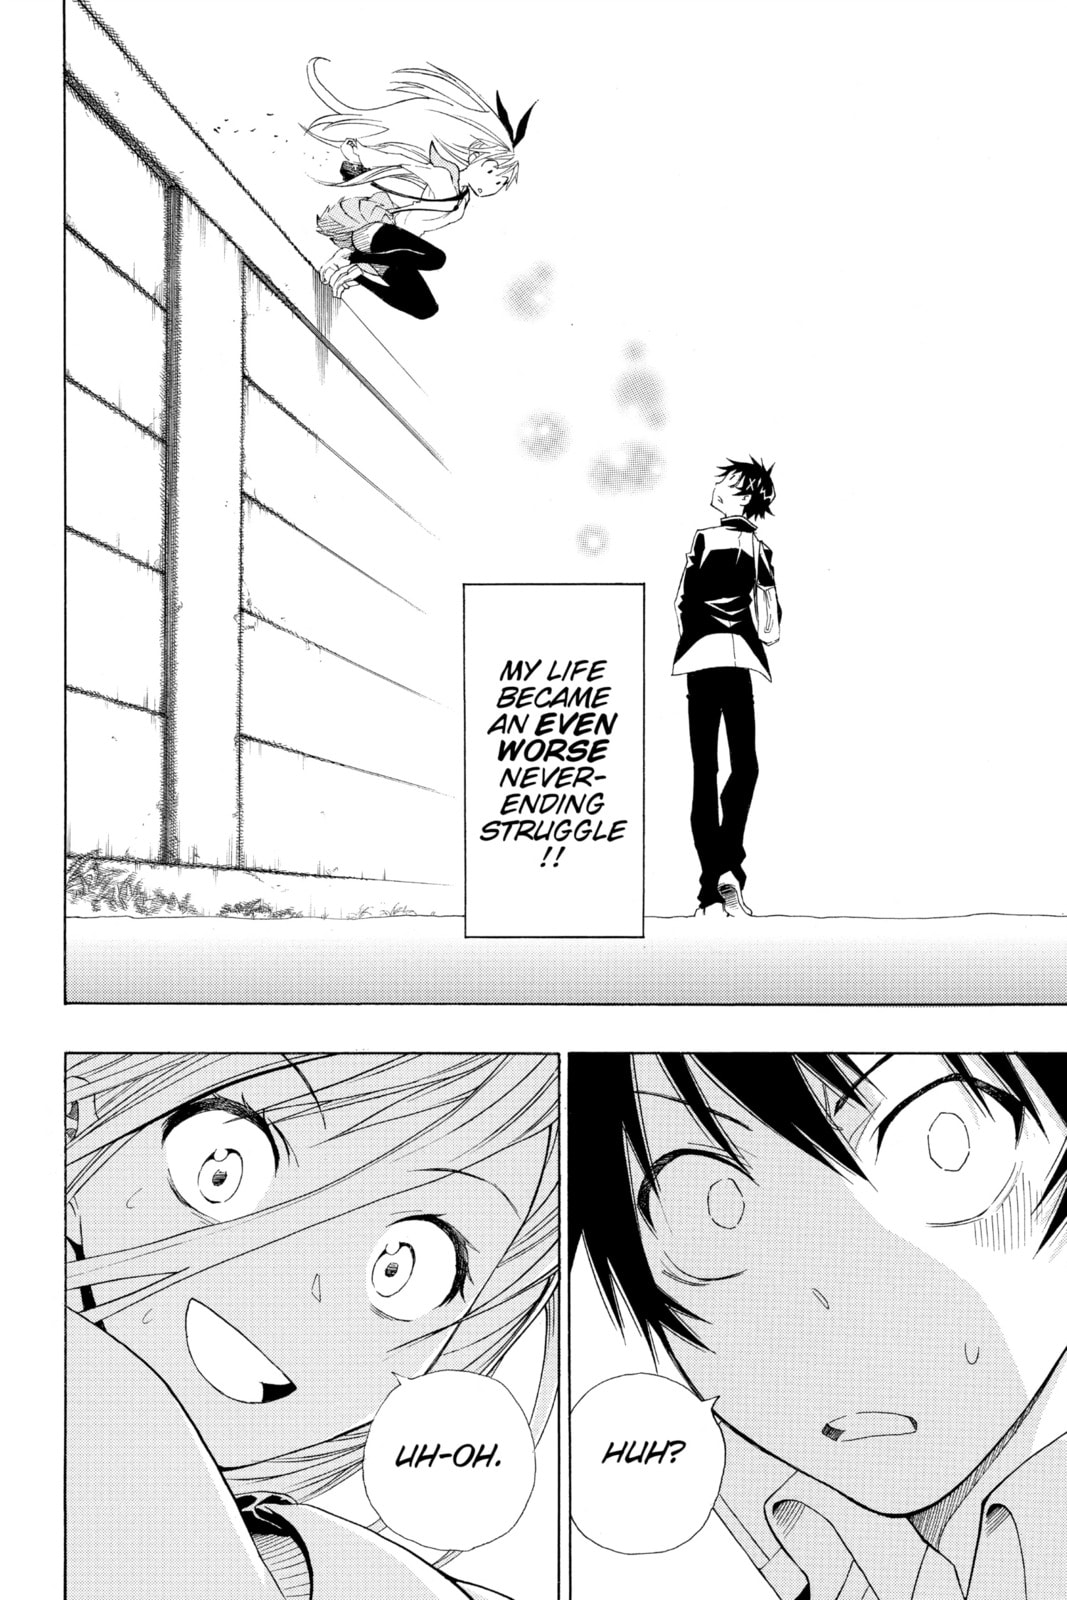 MY LIFE
BECAME
AN EVEN
WORSE
NEVER-
ENDING
STRUGGLE
!!
HUH?
UH-OH.